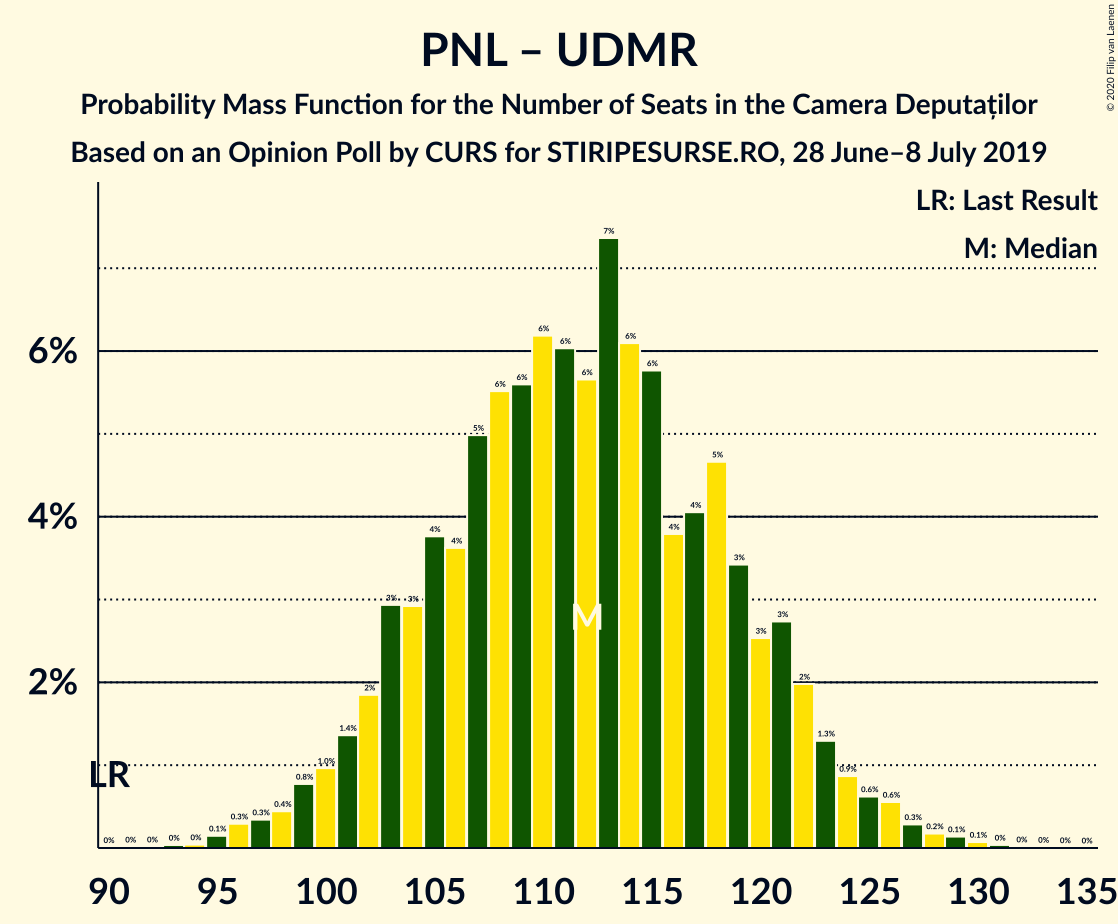 PNL – UDMR
Probability Mass Function for the Number of Seats in the Camera Deputaților
Based on an Opinion Poll by CURS for STIRIPESURSE.RO, 28 June–8 July 2019
© 2020 Filip van Laenen
LR: Last Result
M: Median
6%
4%
2%
LR
M
0% 0% 0% 0% 0% 0.1% 0.3% 0.3% 0.4% 0.8% 1.0% 1.4% 2% 3% 3% 4% 4% 5% 6% 6% 6% 6% 6% 7% 6% 6% 4% 4% 5% 3% 3% 3% 2% 1.3% 0.9% 0.6% 0.6% 0.3% 0.2% 0.1% 0.1% 0% 0% 0% 0% 0%
90 95 100 105 110 115 120 125 130 135